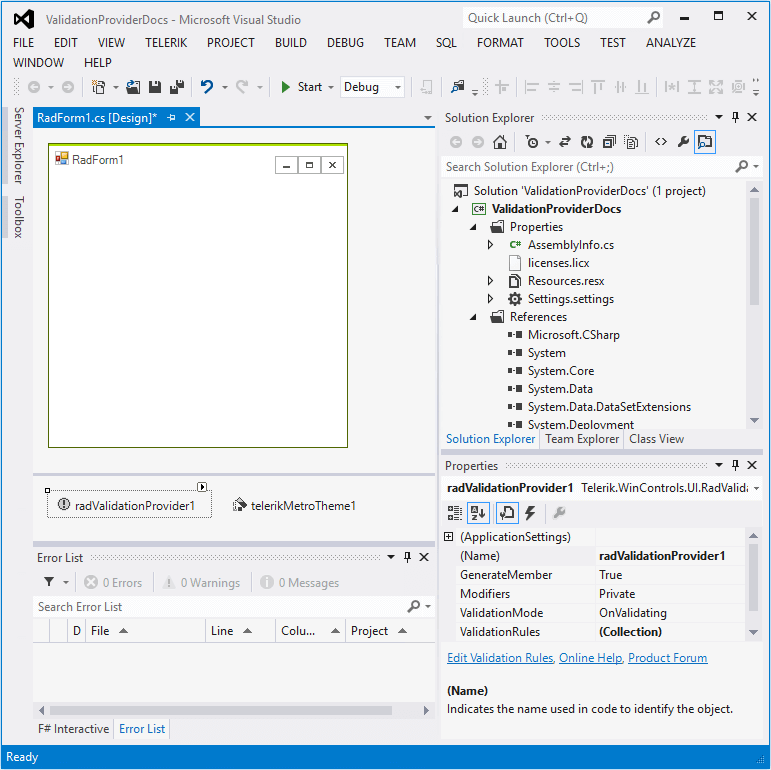 ValidationProviderDocs - Microsoft Visual Studio
Quick Launch (Ctrl+Q)
FILE EDIT VIEW TELERIK PROJECT BUILD DEBUG TEAM SQL FORMAT TOOLS TEST ANALYZE
WINDOW HELP
Start Debug
Server Explorer
Toolbox
RadForm1.cs [Design]*
RadForm1
radValidationProvider1
telerikMetroTheme1
Error List
0 Errors 0 Warnings 0 Messages
Search Error List
D File Line Colu... Project
F# Interactive Error List
Solution Explorer
Search Solution Explorer (Ctrl+;)
Solution 'ValidationProviderDocs' (1 project)
C# ValidationProviderDocs
Properties
C# AssemblyInfo.cs
licenses.licx
Resources.resx
Settings.settings
References
Microsoft.CSharp
System
System.Core
System.Data
System.Data.DataSetExtensions
System.Deployment
Solution Explorer Team Explorer Class View
Properties
radValidationProvider1 Telerik.WinControls.UI.RadValida
(ApplicationSettings)
(Name) radValidationProvider1
GenerateMember True
Modifiers Private
ValidationMode OnValidating
ValidationRules (Collection)
Edit Validation Rules, Online Help, Product Forum
(Name)
Indicates the name used in code to identify the object.
Ready